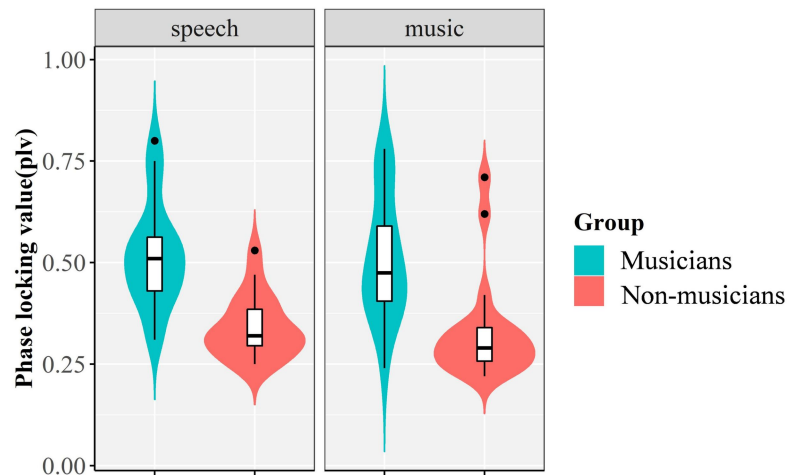 speech
music
1.00
0.75
0.50
0.25
0.00
Phase locking value(plv)
Group
Musicians
Non-musicians